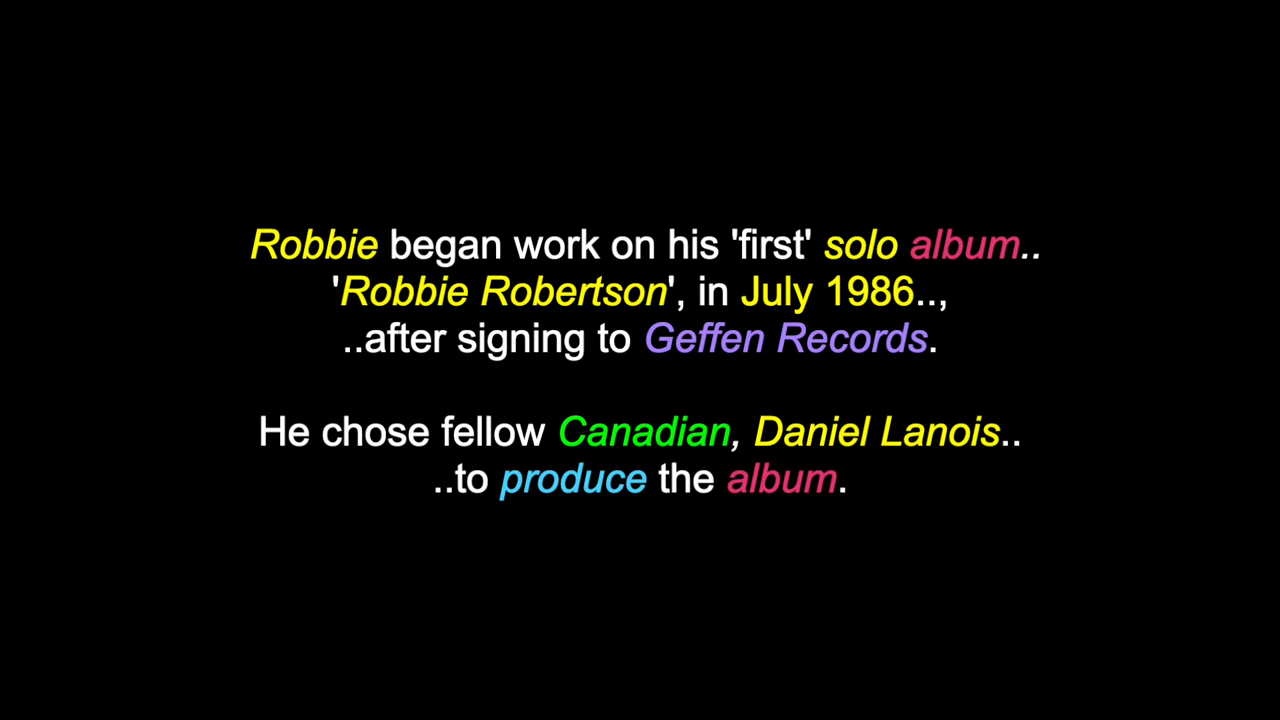 Robbie began work on his 'first' solo album..
'Robbie Robertson', in July 1986..,
..after signing to Geffen Records.
He chose fellow Canadian, Daniel Lanois..
..to produce the album.